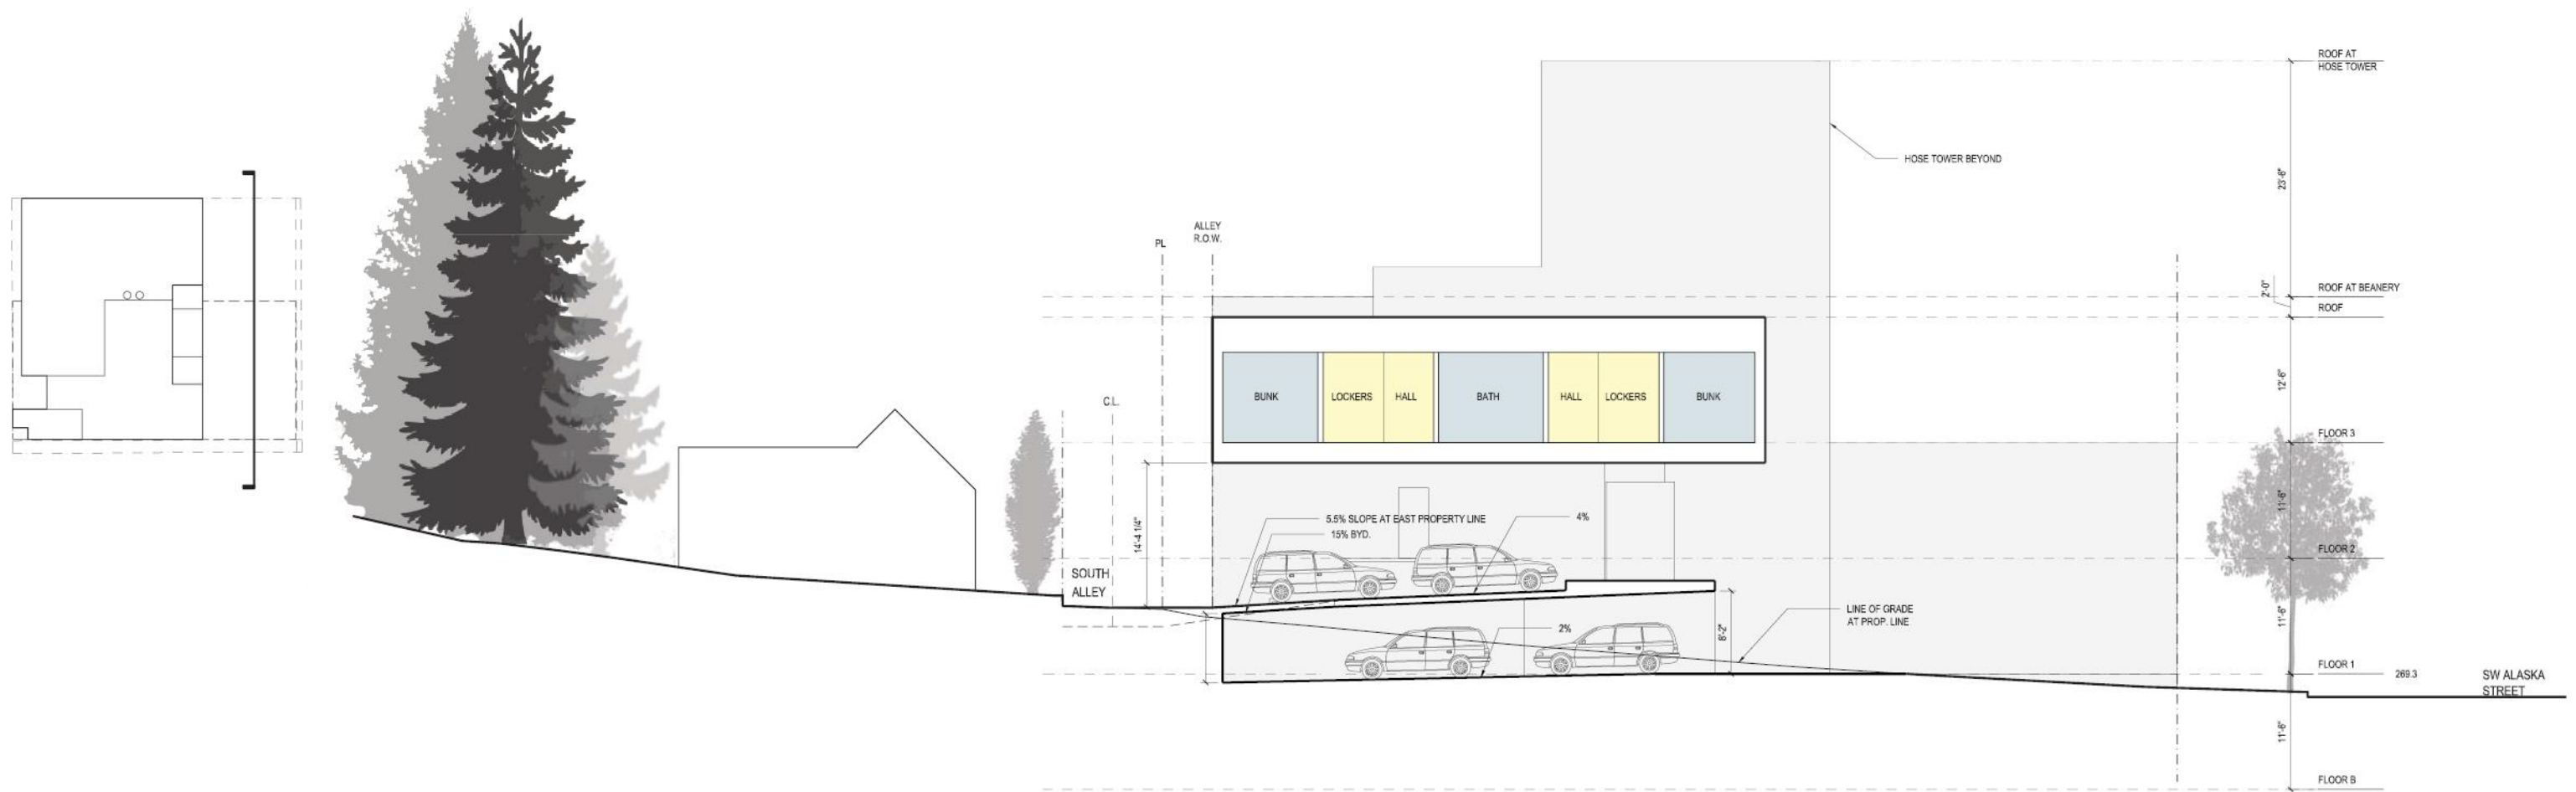 ROOF AT
HOSE TOWER
HOSE TOWER BEYOND
23'-6"
ALLEY
R.O.W.
PL
ROOF AT BEANERY
2'-0"
ROOF
12'-6"
C.L.
BUNK
LOCKERS
HALL
BATH
HALL
LOCKERS
BUNK
FLOOR 3
11'-6"
14'-4 1/4"
5.5% SLOPE AT EAST PROPERTY LINE
4%
15% BYD.
FLOOR 2
SOUTH
ALLEY
11'-6"
LINE OF GRADE
AT PROP. LINE
2%
8'-2"
FLOOR 1
269.3
SW ALASKA
STREET
11'-6"
FLOOR B